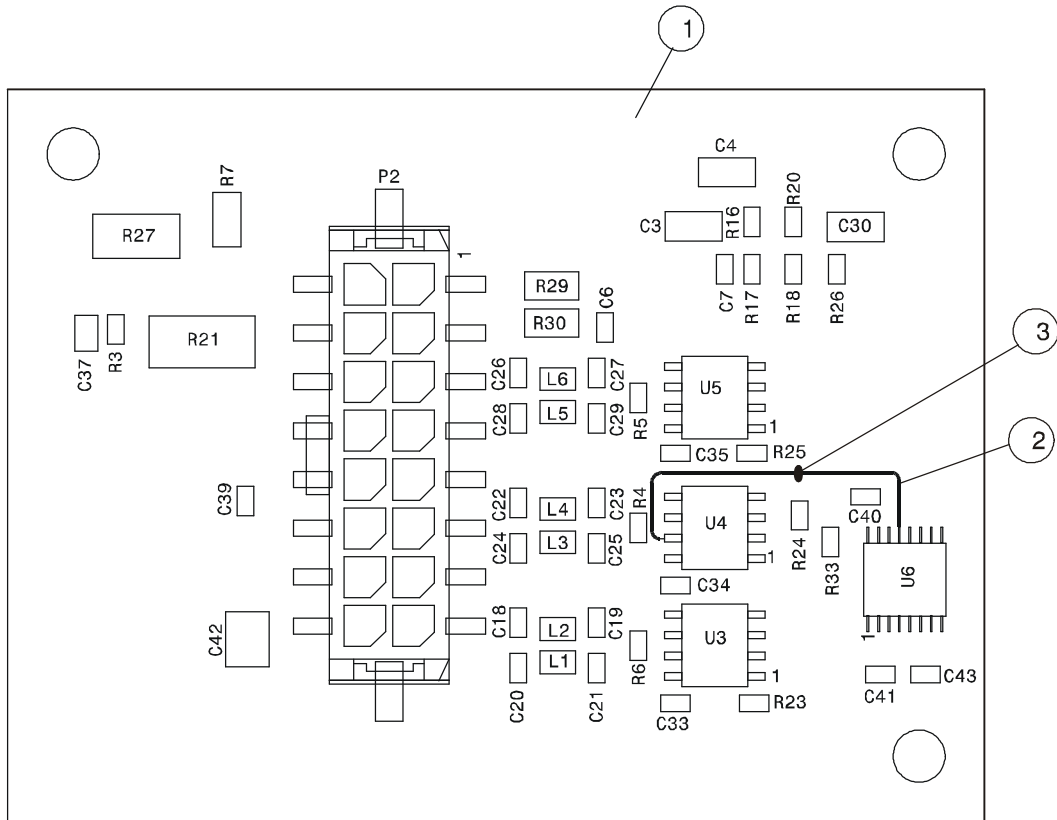 1
C4
R7
P2
R20
R16
C3
C30
R27
1
C7
R17
R18
R26
R29
C6
R30
3
C37
R3
R21
C26
L6
C27
U5
C28
L5
C29
R5
1
2
C35
R25
C39
C22
L4
C23
R4
U4
C40
C24
L3
C25
1
R24
R33
U6
C34
C42
C18
L2
C19
U3
1
L1
R6
1
C20
C21
C33
R23
C41
C43